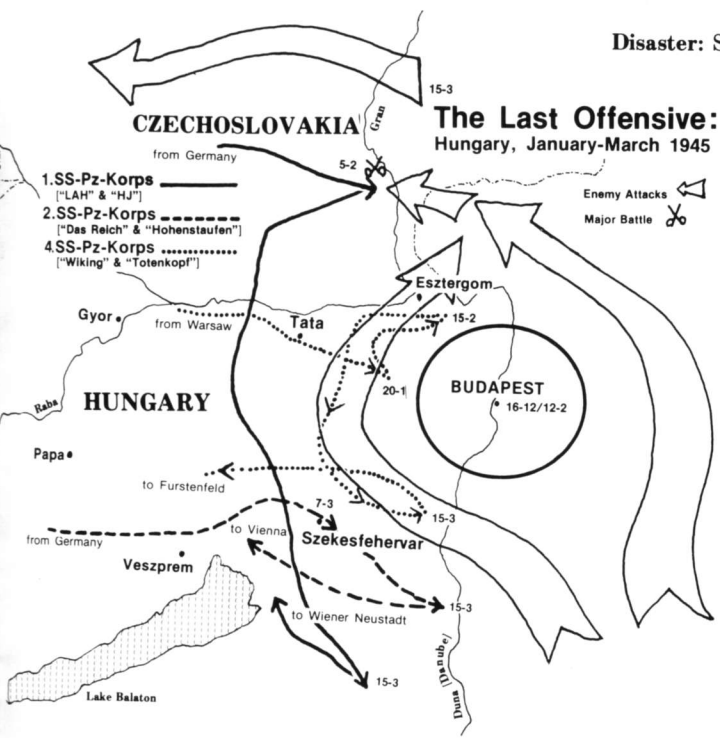 Disaster: S
15-3
The Last Offensive:
Hungary, January-March 1945
Gran
CZECHOSLOVAKIA
from Germany
5-2
1.SS-Pz-Korps
["LAH" & "HJ"]
2.SS-Pz-Korps
["Das Reich" & "Hohenstaufen"]
4.SS-Pz-Korps
["Wiking" & "Totenkopf"]
Enemy Attacks
Major Battle
Esztergom
Gyor
from Warsaw
Tata
15-2
20-1
BUDAPEST
16-12/12-2
Raba
HUNGARY
Papa
to Furstenfeld
7-3
15-3
from Germany
to Vienna
Szekesfehervar
Veszprem
15-3
to Wiener Neustadt
15-3
Lake Balaton
Duna /Danube/